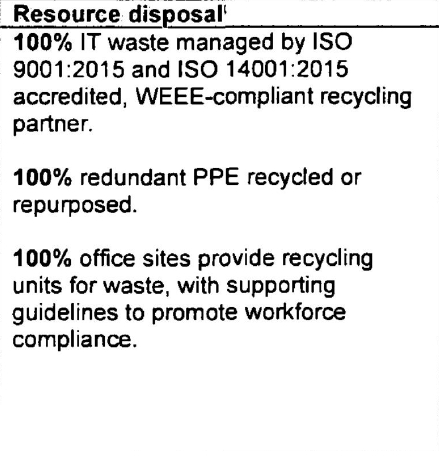 Resource disposal
100% IT waste managed by ISO
9001:2015 and ISO 14001:2015
accredited, WEEE-compliant recycling
partner.
100% redundant PPE recycled or
repurposed.
100% office sites provide recycling
units for waste, with supporting
guidelines to promote workforce
compliance.